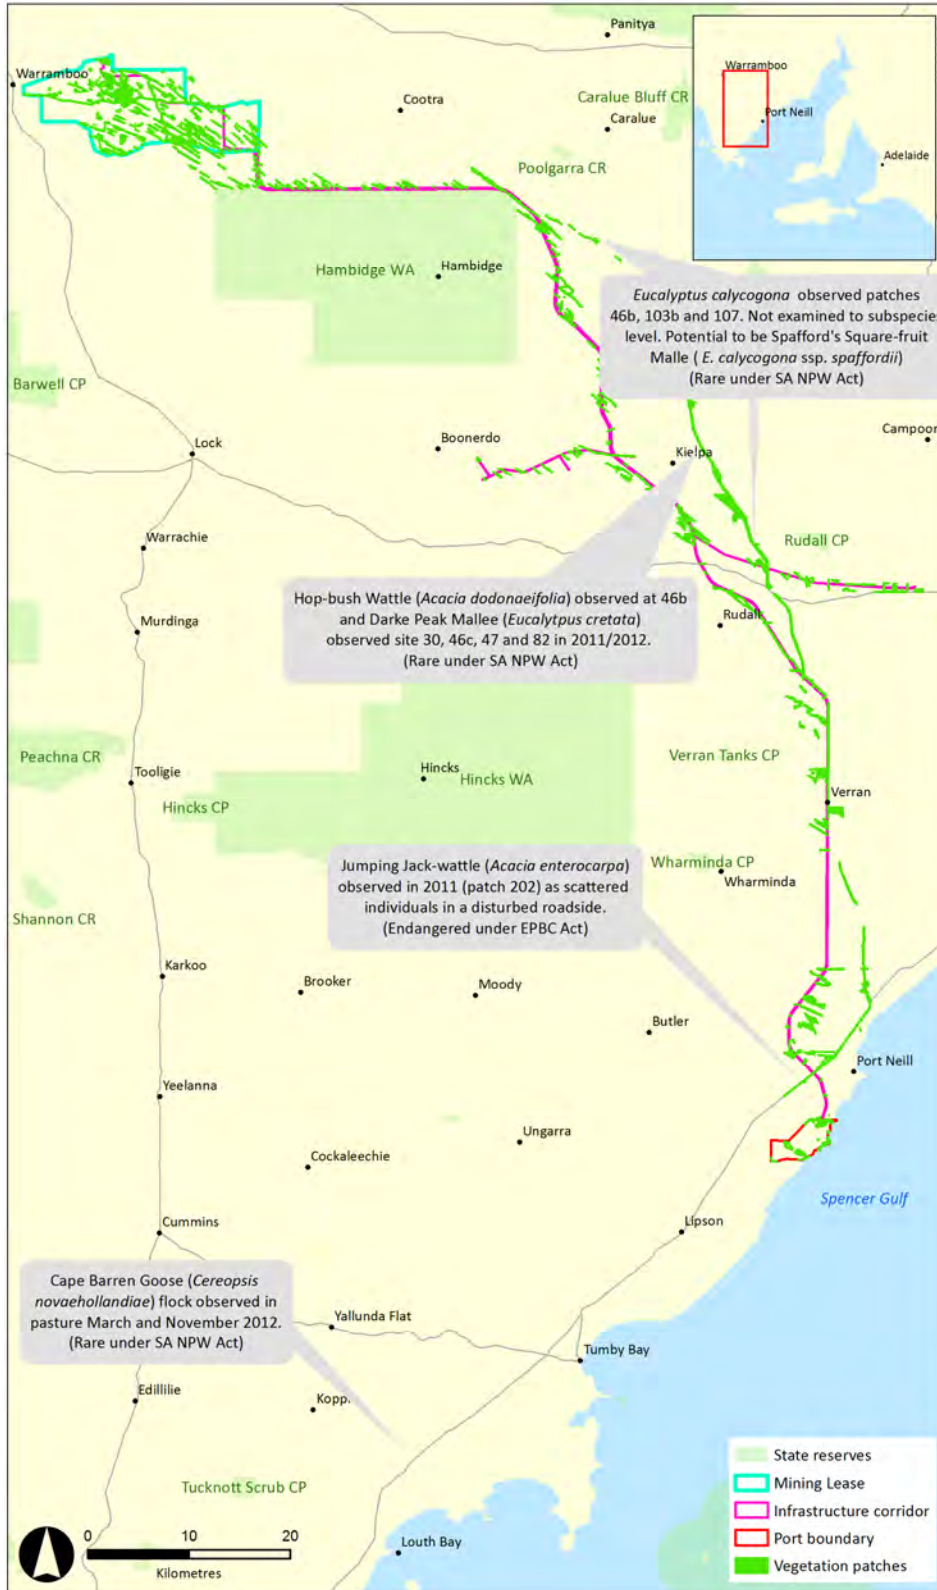 Panitya
Warramboo
Cootra
Caralue Bluff CR
Caralue
Poolgarra CR
Warramboo
Port Neill
Adelaide
Hambidge WA
Hambidge
Eucalyptus calycogona observed patches
46b, 103b and 107. Not examined to subspecie
level. Potential to be Spafford's Square-fruit
Malle ( E. calycogona ssp. spaffordii)
(Rare under SA NPW Act)
Barwell CP
Lock
Boonerdo
Campoor
Kielpa
Warrachie
Rudall CP
Hop-bush Wattle (Acacia dodonaeifolia) observed at 46b
and Darke Peak Mallee (Eucalytpus cretata)
observed site 30, 46c, 47 and 82 in 2011/2012.
(Rare under SA NPW Act)
Murdinga
Rudall
Peachna CR
Tooligie
Hincks CP
Hincks
Hincks WA
Verran Tanks CP
Verran
Jumping Jack-wattle (Acacia enterocarpa)
observed in 2011 (patch 202) as scattered
individuals in a disturbed roadside.
(Endangered under EPBC Act)
Wharminda CP
Wharminda
Shannon CR
Karkoo
Brooker
Moody
Butler
Port Neill
Yeelanna
Ungarra
Cockaleechie
Spencer Gulf
Cummins
Lipson
Cape Barren Goose (Cereopsis
novaehollandiae) flock observed in
pasture March and November 2012.
(Rare under SA NPW Act)
Yallunda Flat
Tumby Bay
Edillilie
Kopp.
Tucknott Scrub CP
Louth Bay
0 10 20
Kilometres
State reserves
Mining Lease
Infrastructure corridor
Port boundary
Vegetation patches